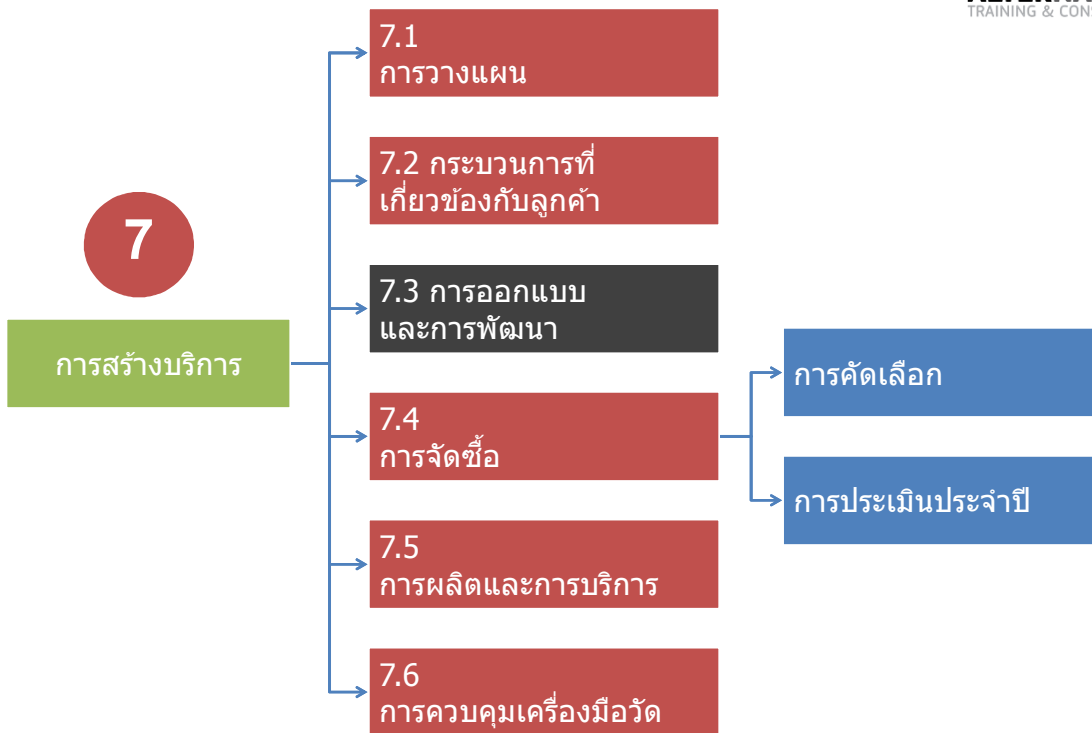 TRAINING & CON
7.1
การวางแผน
7.2 กระบวนการที่
เกี่ยวข้องกับลูกค้า
7
7.3 การออกแบบ
และการพัฒนา
การสร้างบริการ
การคัดเลือก
7.4
การจัดซื้อ
การประเมินประจำปี
7.5
การผลิตและการบริการ
7.6
การควบคุมเครื่องมือวัด